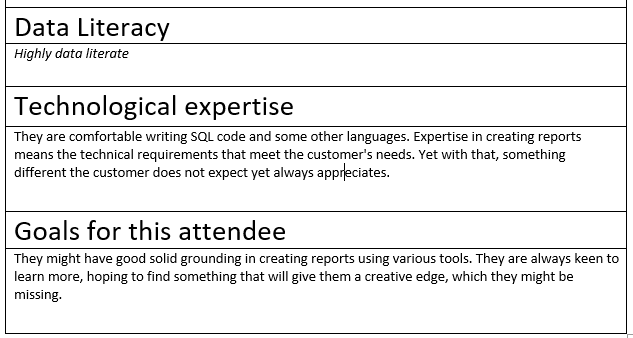 Data Literacy
Highly data literate
Technological expertise
They are comfortable writing SQL code and some other languages. Expertise in creating reports
means the technical requirements that meet the customer's needs. Yet with that, something
different the customer does not expect yet always appreciates.
Goals for this attendee
They might have good solid grounding in creating reports using various tools. They are always keen to
learn more, hoping to find something that will give them a creative edge, which they might be
missing.